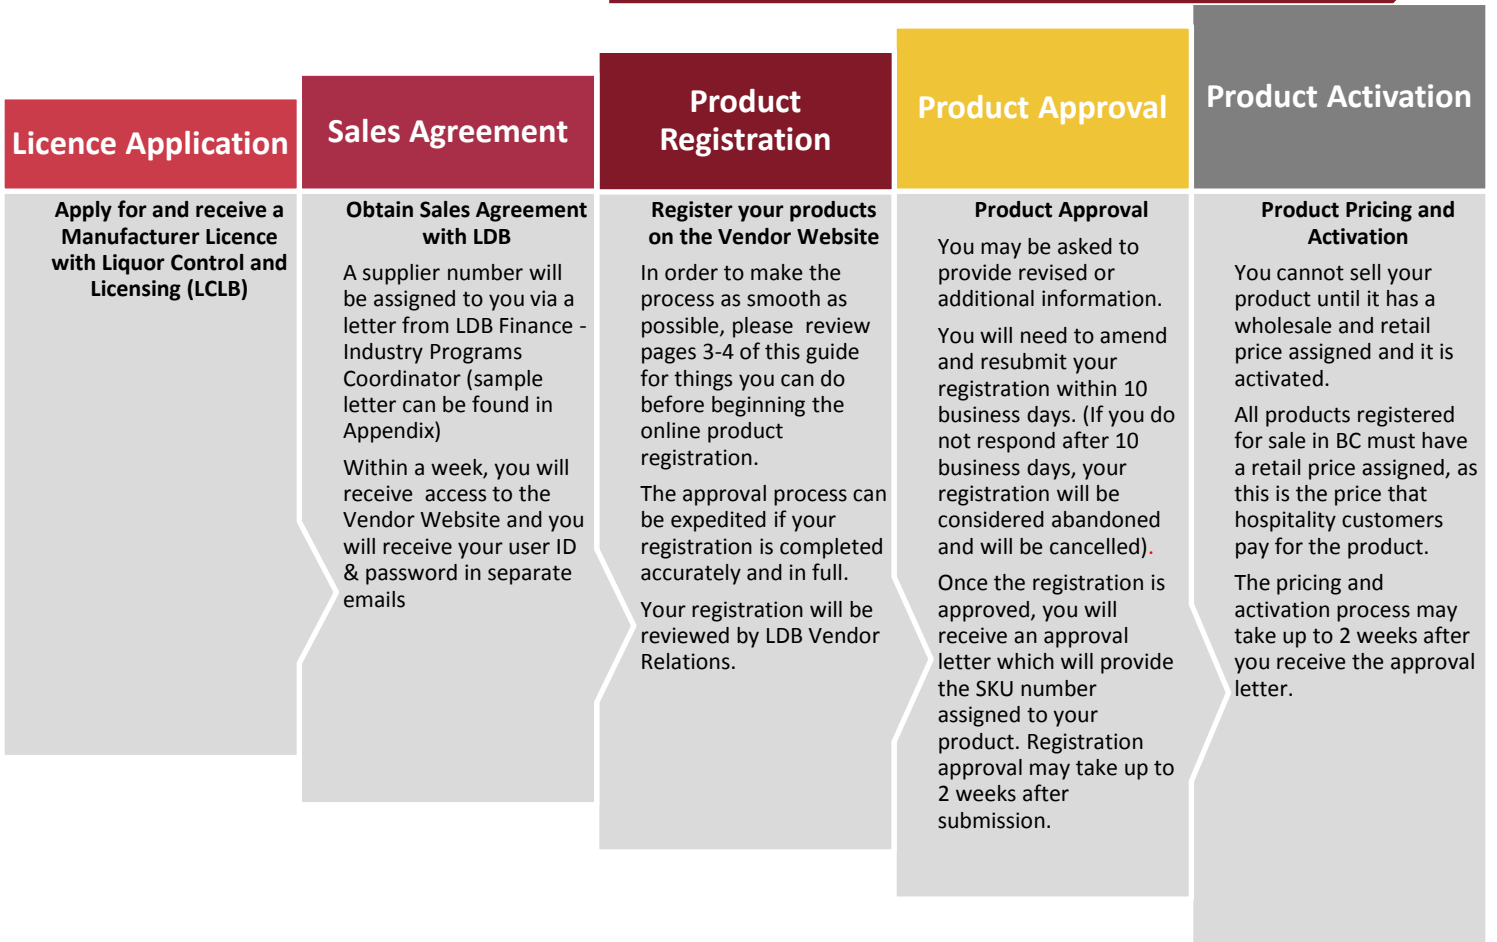 Licence Application
Apply for and receive a
Manufacturer Licence
with Liquor Control and
Licensing (LCLB)
Sales Agreement
Obtain Sales Agreement
with LDB
A supplier number will
be assigned to you via a
letter from LDB Finance -
Industry Programs
Coordinator (sample
letter can be found in
Appendix)
Within a week, you will
receive  access to the
Vendor Website and you
will receive your user ID
& password in separate
emails
Product
Registration
Register your products
on the Vendor Website
In order to make the
process as smooth as
possible, please  review
pages 3-4 of this guide
for things you can do
before beginning the
online product
registration.
The approval process can
be expedited if your
registration is completed
accurately and in full.
Your registration will be
reviewed by LDB Vendor
Relations.
Product Approval
Product Approval
You may be asked to
provide revised or
additional information.
You will need to amend
and resubmit your
registration within 10
business days. (If you do
not respond after 10
business days, your
registration will be
considered abandoned
and will be cancelled).
Once the registration is
approved, you will
receive an approval
letter which will provide
the SKU number
assigned to your
product. Registration
approval may take up to
2 weeks after
submission.
Product Activation
Product Pricing and
Activation
You cannot sell your
product until it has a
wholesale and retail
price assigned and it is
activated.
All products registered
for sale in BC must have
a retail price assigned, as
this is the price that
hospitality customers
pay for the product.
The pricing and
activation process may
take up to 2 weeks after
you receive the approval
letter.